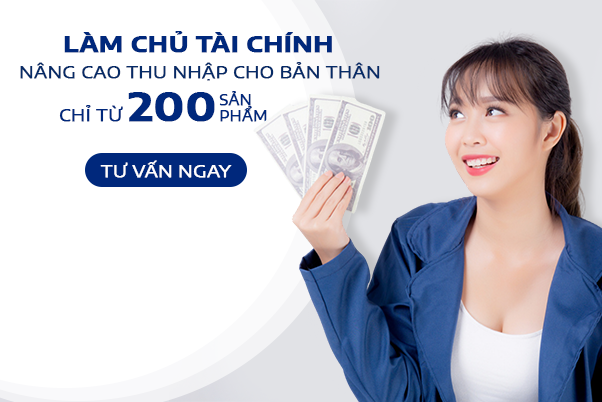 LÀM CHỦ TÀI CHÍNH
NÂNG CAO THU NHẬP CHO BẢN THÂN
CHỈ TỪ 200 SẢN PHẨM
TƯ VẤN NGAY